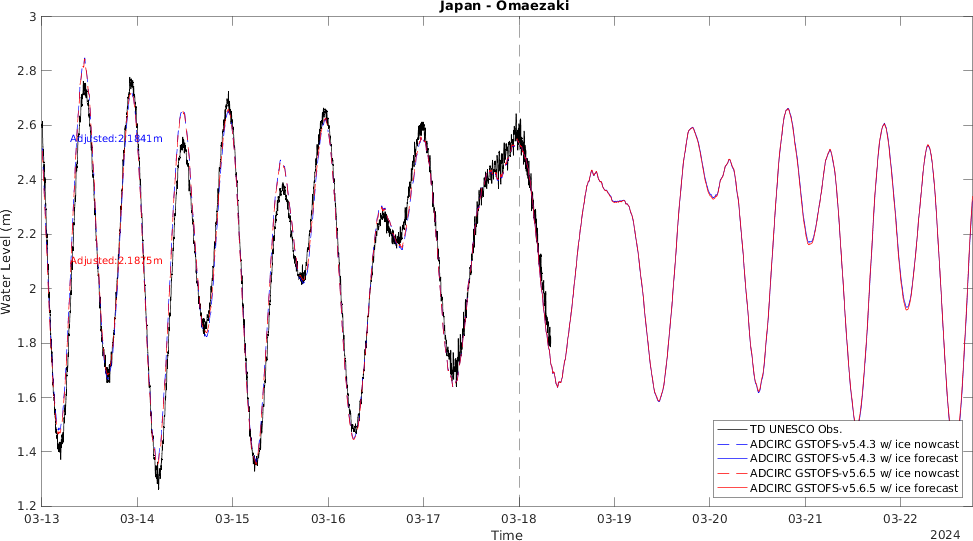 Japan - Omaezaki
3
2.8
2.6
2.4
2.2
2
1.8
1.6
1.4
1.2
Water Level (m)
Adjusted:2.1841m
Adjusted:2.1875m
TD UNESCO Obs.
ADCIRC GSTOFS-v5.4.3 w/ ice nowcast
ADCIRC GSTOFS-v5.4.3 w/ ice forecast
ADCIRC GSTOFS-v5.6.5 w/ ice nowcast
ADCIRC GSTOFS-v5.6.5 w/ ice forecast
03-13 03-14 03-15 03-16 03-17 03-18 03-19 03-20 03-21 03-22
Time
2024